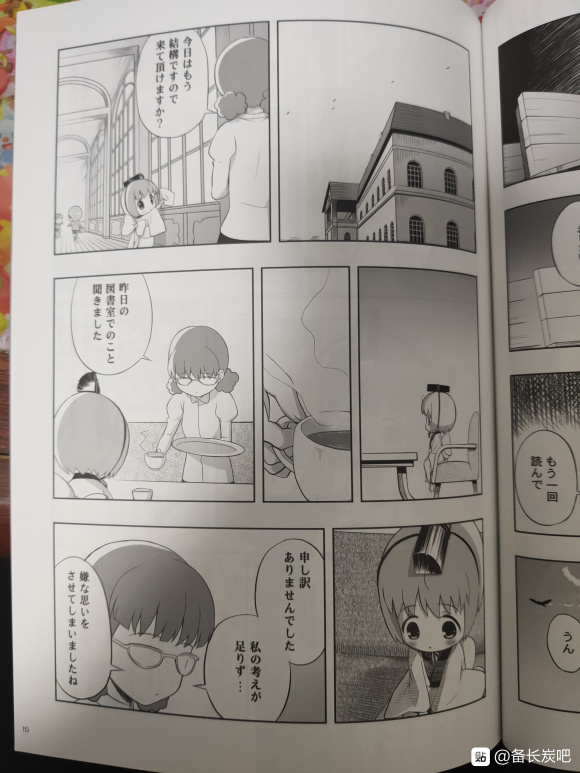 今日はもう
結構ですので
来て頂けますか？
昨日の
図書室でのこと
聞きました
申し訳
ありませんでした
私の考えが
足りず…
嫌な思いを
させてしまいましたね
15
もう一回
読んで
うん
貼 @备长炭吧